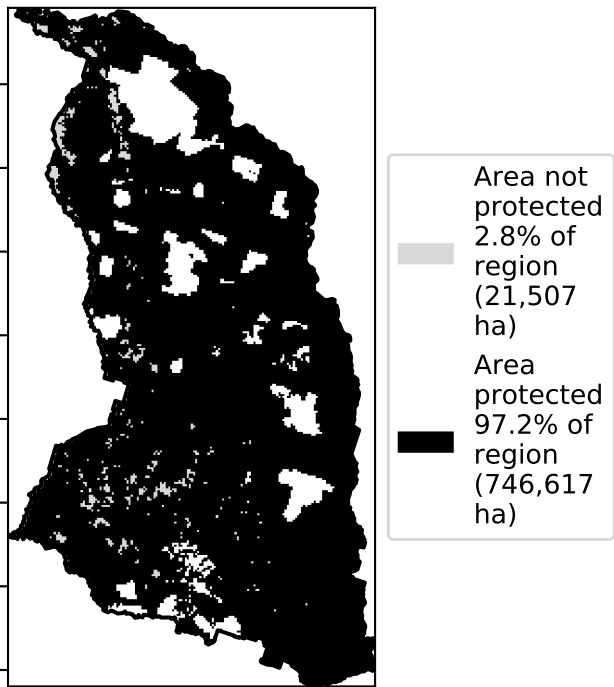 Area not
protected
2.8% of
region
(21,507
ha)
Area
protected
97.2% of
region
(746,617
ha)